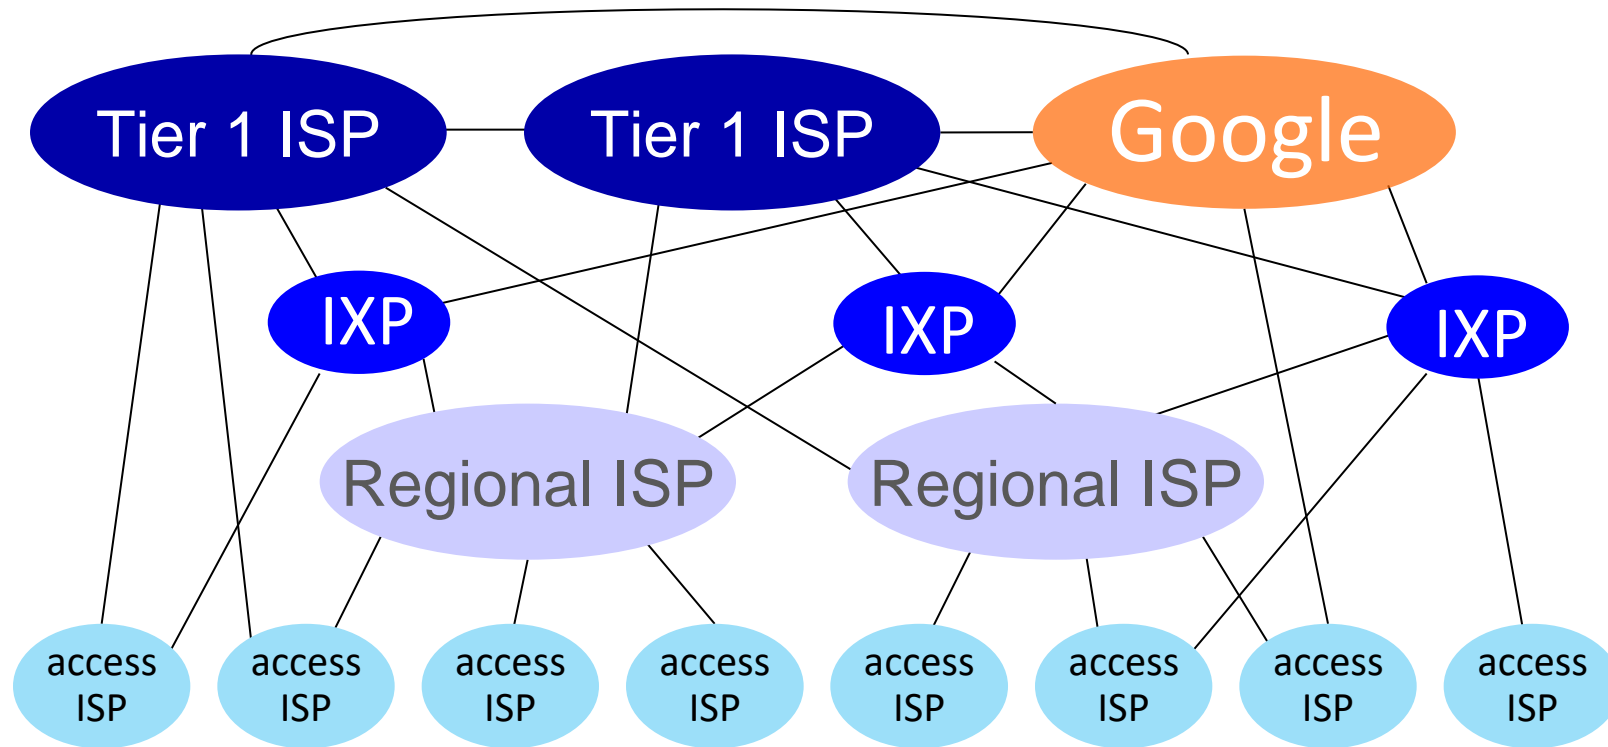 Tier 1 ISP
Tier 1 ISP
Google
IXP
IXP
IXP
Regional ISP
Regional ISP
access
ISP
access
ISP
access
ISP
access
ISP
access
ISP
access
ISP
access
ISP
access
ISP